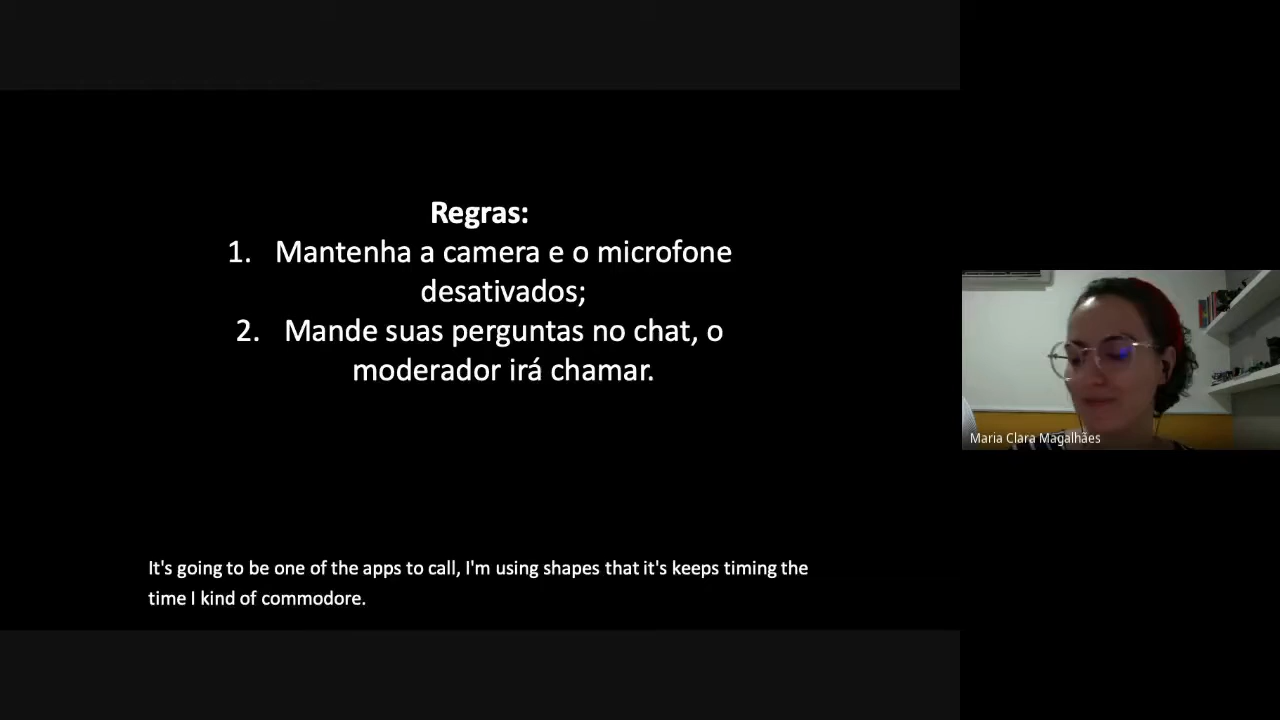 Regras:
1. Mantenha a camera e o microfone
desativados;
2. Mande suas perguntas no chat, o
moderador irá chamar.
Maria Clara Magalhães
It's going to be one of the apps to call, I'm using shapes that it's keeps timing the
time I kind of commodore.